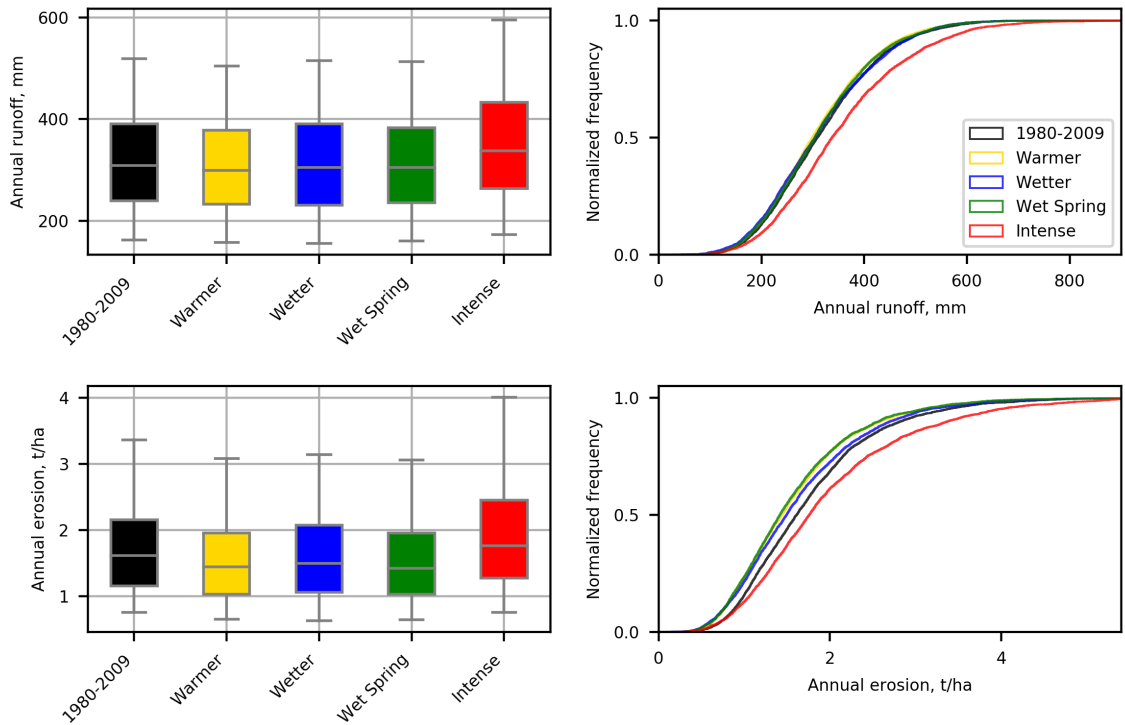 Annual runoff, mm
600
400
200
1980-2009
Warmer
Wetter
Wet Spring
Intense
Normalized frequency
1.0
0.5
0.0
0
200
400
600
800
Annual runoff, mm
1980-2009
Warmer
Wetter
Wet Spring
Intense
Annual erosion, t/ha
4
3
2
1
1980-2009
Warmer
Wetter
Wet Spring
Intense
Normalized frequency
1.0
0.5
0.0
0
2
4
Annual erosion, t/ha